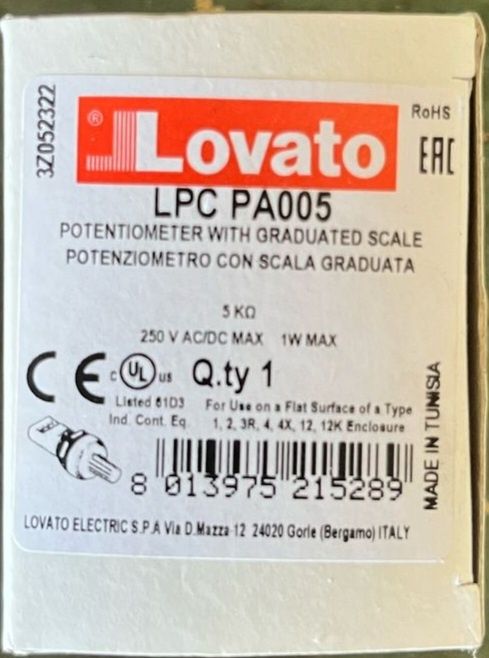 3Z052322
® Lovato
RoHS
EAC
LPC PA005
POTENTIOMETER WITH GRADUATED SCALE
POTENZIOMETRO CON SCALA GRADUATA
5 KΩ
250 V AC/DC MAX 1W MAX
CE c UL us Q.ty 1
Listed 61D3 For Use on a Flat Surface of a Type
Ind. Cont. Eq. 1, 2, 3R, 4, 4X, 12, 12K Enclosure
MADE IN TUNISIA
8 013975 215289
LOVATO ELECTRIC S.P.A Via D.Mazza 12 24020 Gorle (Bergamo) ITALY